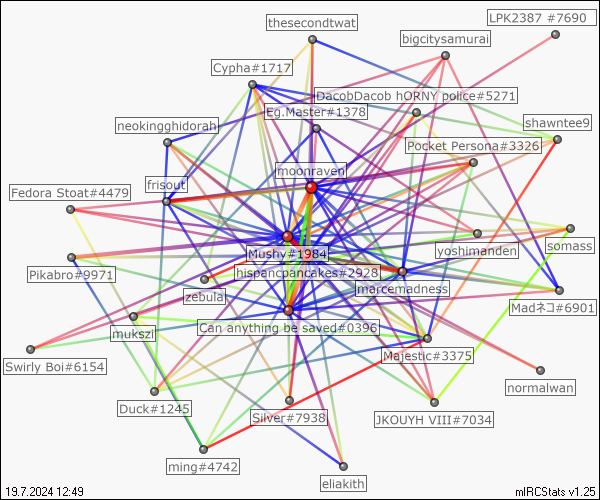 thesecondtwat
LPK2387 #7690
bigcitysamurai
Cypha#1717
DacobDacob hORNY police#5271
Eg.Master#1378
neokingghidorah
shawntee9
Pocket Persona#3326
moonraven
frisout
Fedora Stoat#4479
Mushy#1984
yoshimanden
somass
Pikabro#9971
hispancpancakes#2928
marcemadness
zebula
Madネコ#6901
mukszi
Can anything be saved#0396
Majestic#3375
Swirly Boi#6154
normalwan
Duck#1245
Silver#7938
JKOUYH VIII#7034
ming#4742
eliakith
19.7.2024 12:49
mIRCStats v1.25